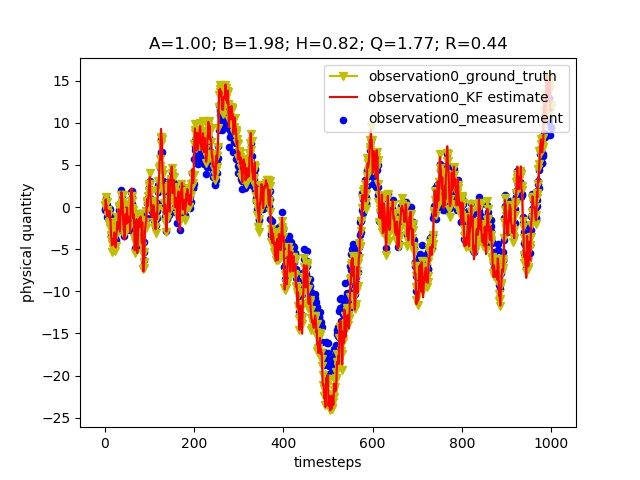 A=1.00; B=1.98; H=0.82; Q=1.77; R=0.44
observation0_ground_truth
observation0_KF estimate
observation0_measurement
physical quantity
15
10
5
0
−5
−10
−15
−20
−25
0 200 400 600 800 1000
timesteps